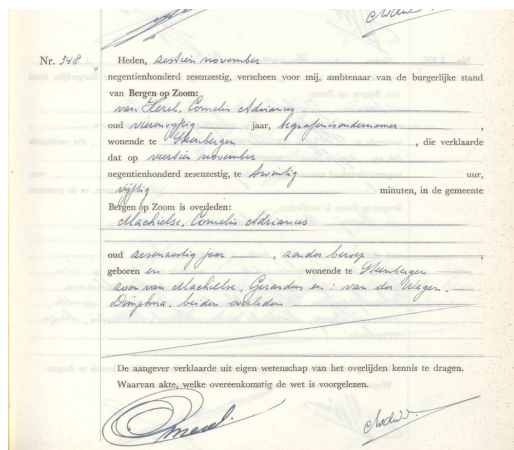 Nr. 348 Heden, zestien november
negentienhonderd zesenzestig, verscheen voor mij, ambtenaar van de burgerlijke stand
van Bergen op Zoom:
van Herel, Cornelis Adrianus
oud vierenvijftig jaar, begrafenisondernemer ,
wonende te Steenbergen , die verklaarde
dat op veertien november
negentienhonderd zesenzestig, te twintig uur,
vijftig minuten, in de gemeente
Bergen op Zoom is overleden:
Machielse, Cornelis Adrianus
oud zesenzestig jaar , zonder beroep ,
geboren en wonende te Steenbergen
zoon van Machielse, Gerardus en: van der Wegen,
Dimphna, beiden overleden
De aangever verklaarde uit eigen wetenschap van het overlijden kennis te dragen.
Waarvan akte, welke overeenkomstig de wet is voorgelezen.